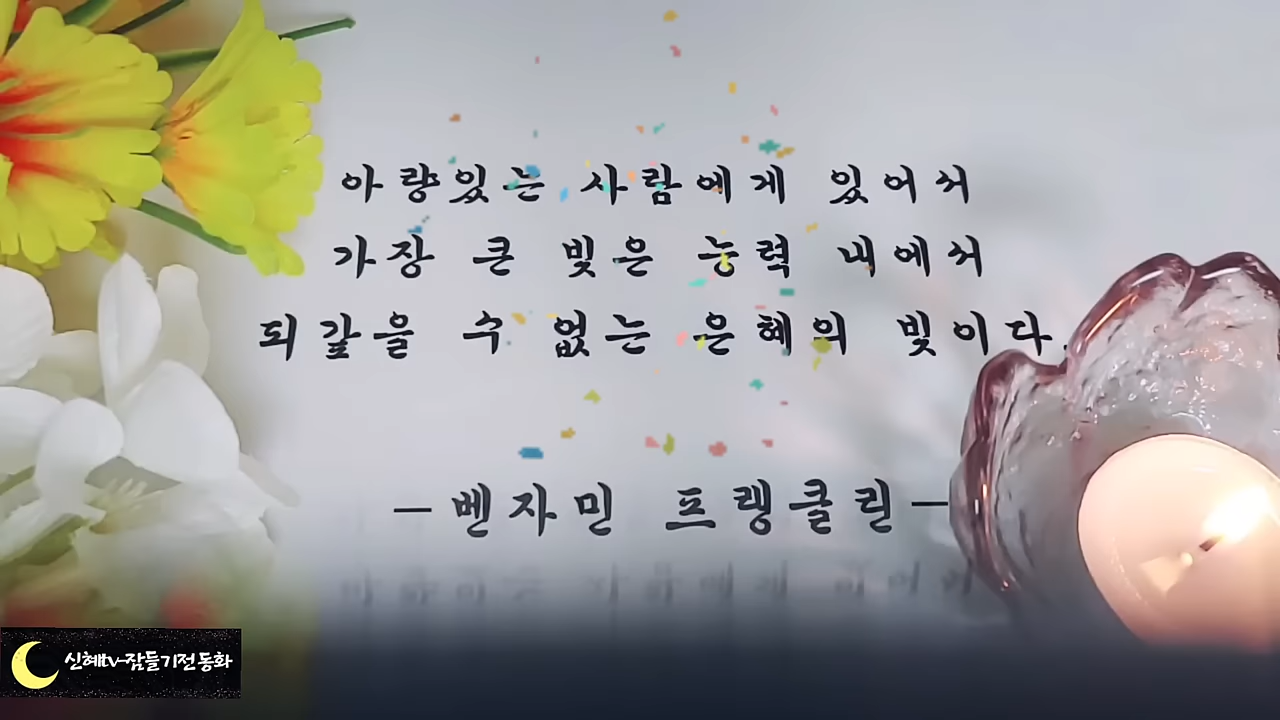 아량있는 사람에게 있어서
가장 큰 빚은 능력 내에서
되갚을 수 없는 은혜의 빚이다.
-벤자민 프랭클린-
신혜tv-잠들기전 동화